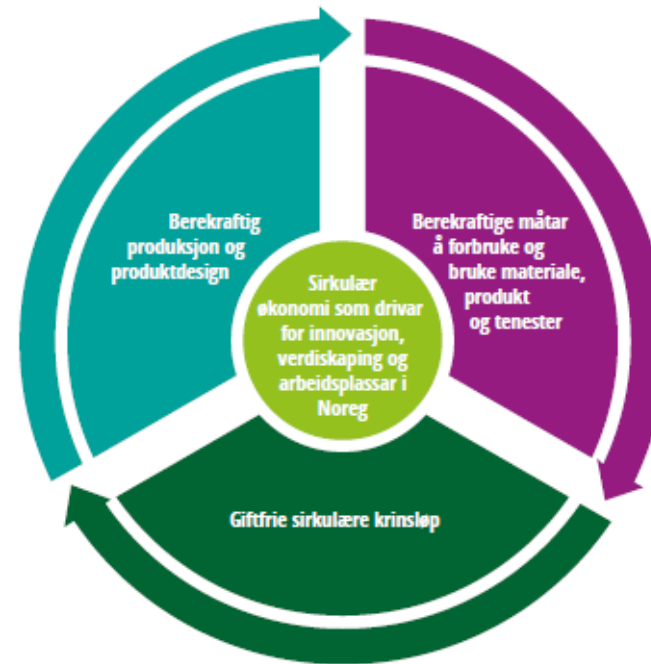 Berekraftig
produksjon og
produktdesign
Berekraftige måtar
å forbruke og
bruke materiale,
produkt
og tenester
Sirkulær
økonomi som drivar
for innovasjon,
verdiskaping og
arbeidsplassar i
Noreg
Giftfrie sirkulære krinsløp